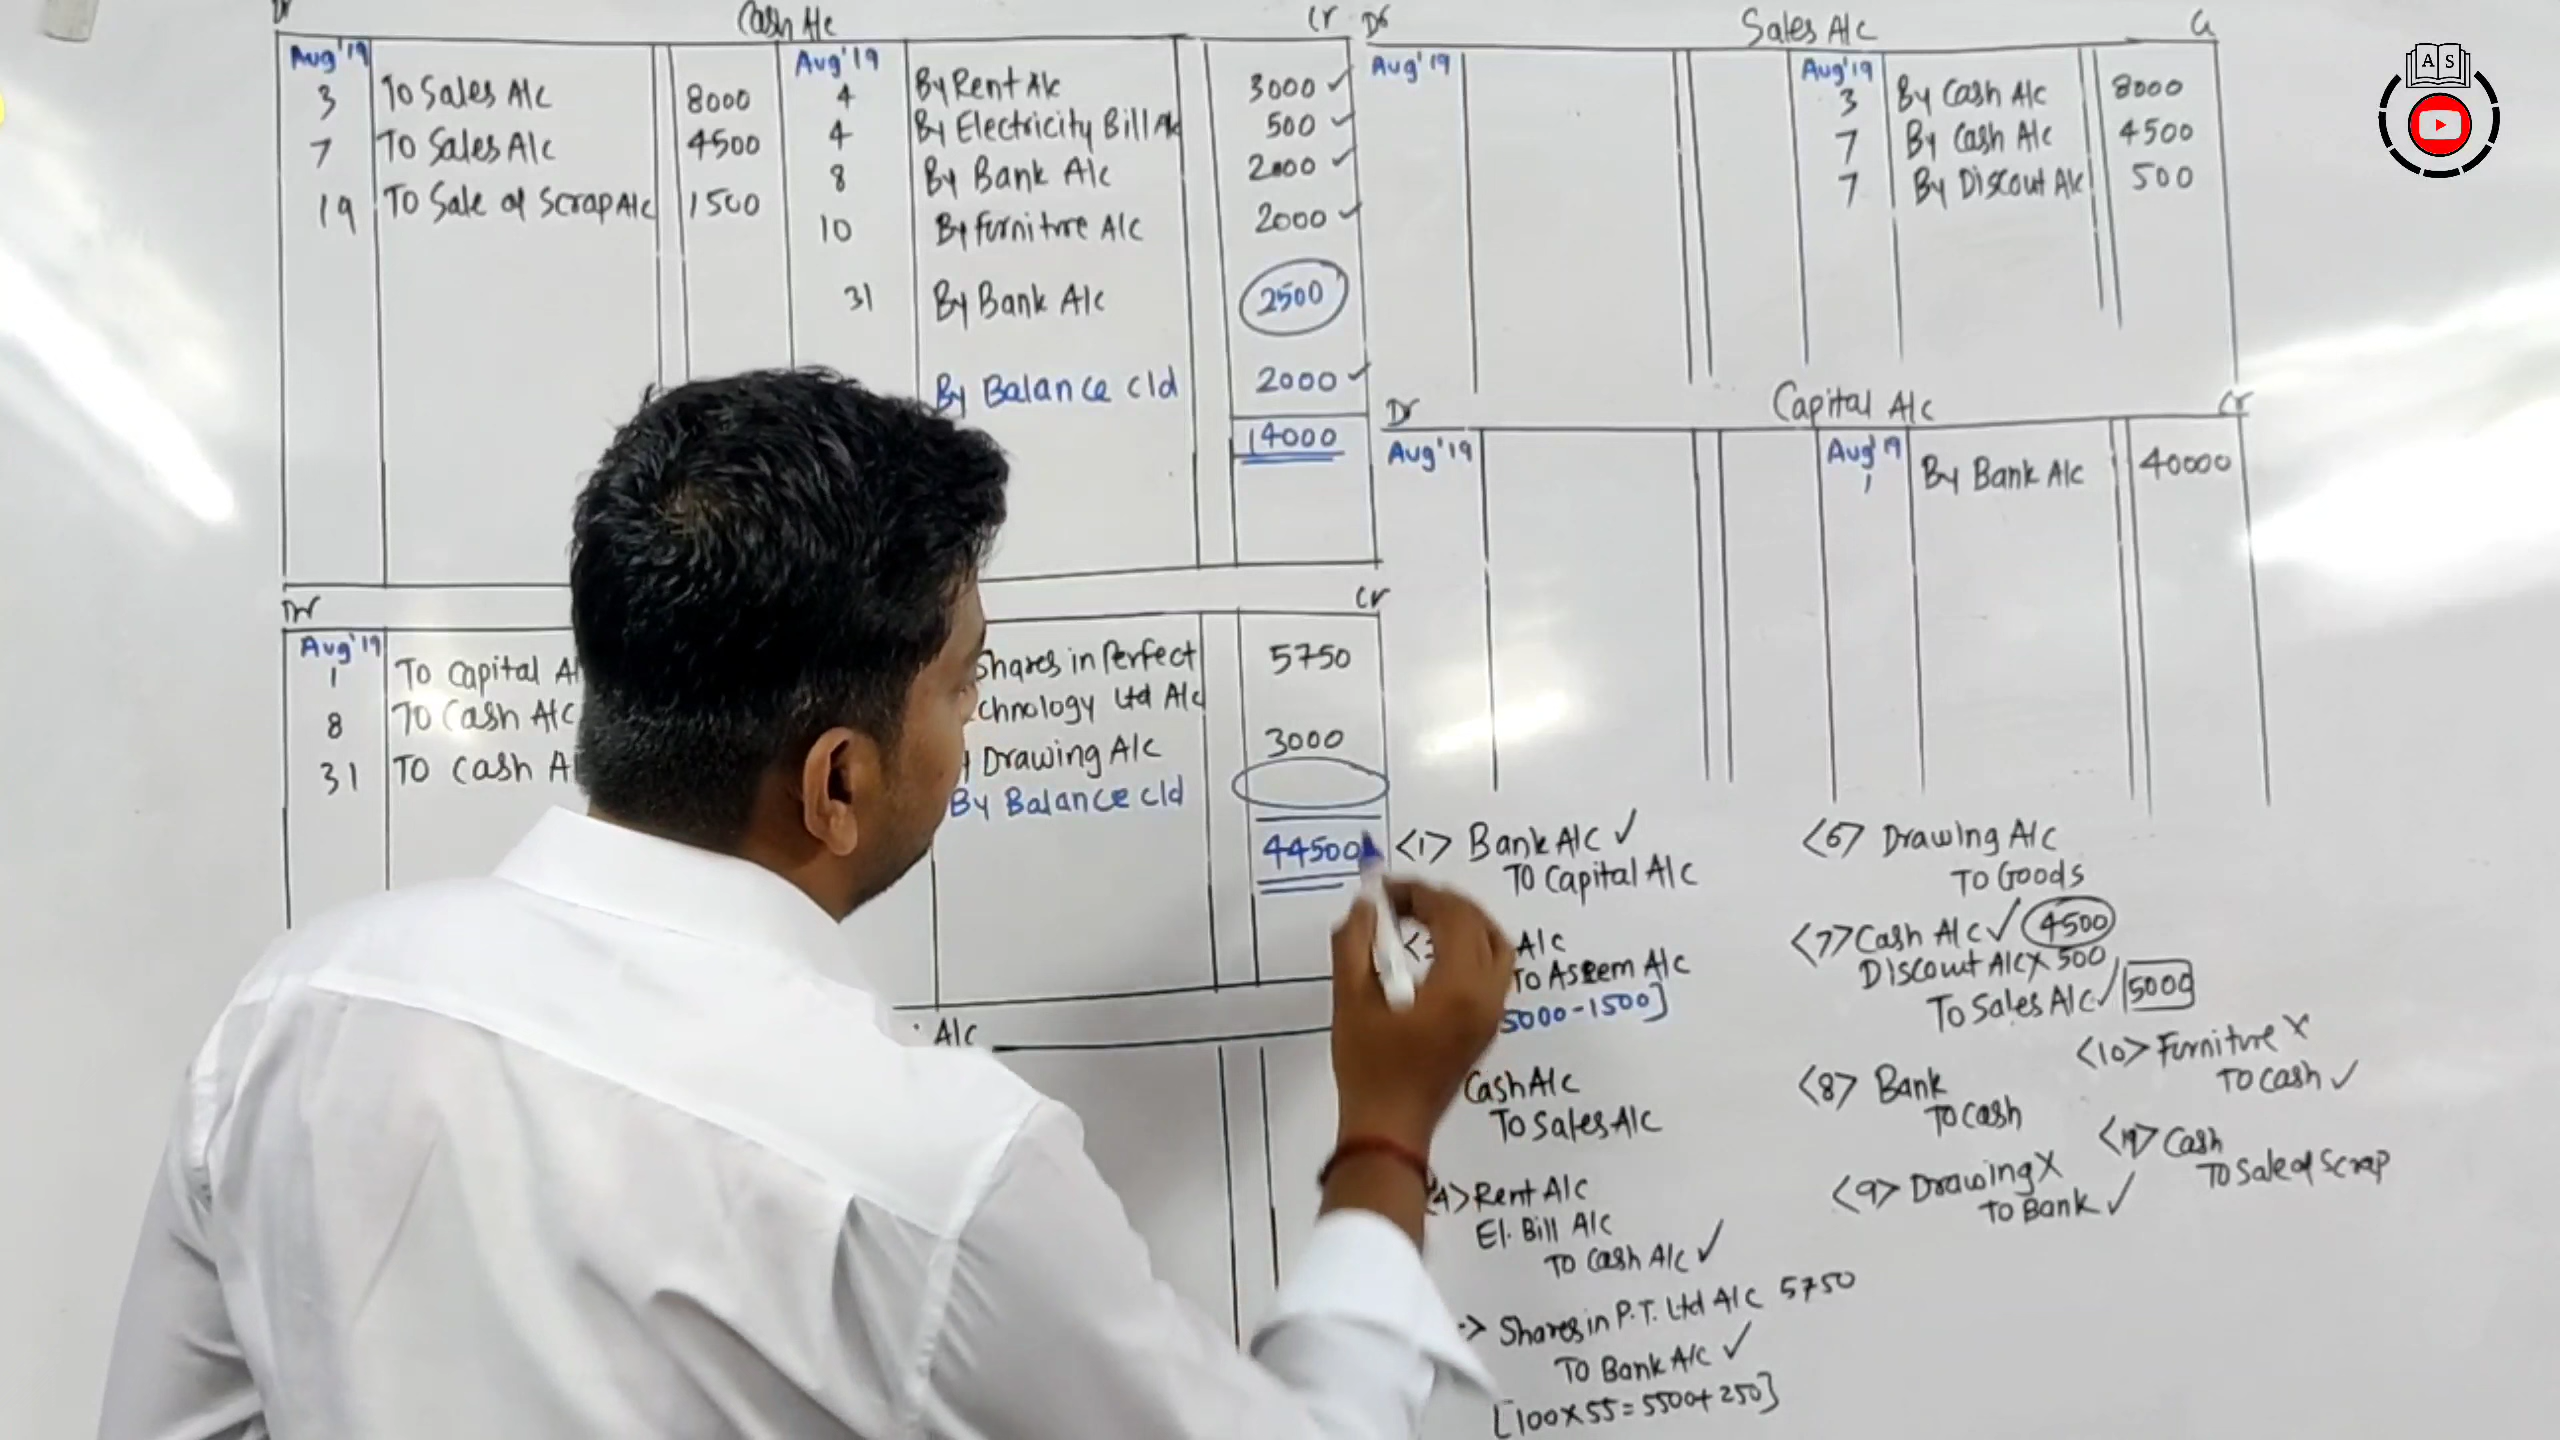 Dr Cash A/c Cr
Aug'19 Aug'19
3 To Sales A/c 8000 4 By Rent A/c 3000 ✓
7 To Sales A/c 4500 4 By Electricity Bill A/c 500 ✓
19 To Sale of Scrap A/c 1500 8 By Bank A/c 2000 ✓
10 By Furniture A/c 2000 ✓
31 By Bank A/c 2500
By Balance c/d 2000 ✓
14000
Dr Sales A/c Cr
Aug'19 Aug'19
3 By Cash A/c 8000
7 By Cash A/c 4500
7 By Discout A/c 500
Dr Capital A/c Cr
Aug'19 Aug'19
1 By Bank A/c 40000
Dr Cr
Aug'19
1 To Capital A Shares in Perfect 5750
8 To Cash A/c chnology Ltd A/c
31 To Cash A Drawing A/c 3000
By Balance c/d
44500
A/c
<1> Bank A/c ✓
To Capital A/c
A/c
To Aseem A/c
5000-1500]
Cash A/c
To Sales A/c
4> Rent A/c
El. Bill A/c
To Cash A/c ✓
> Shares in P.T. Ltd A/c 5750
To Bank A/c ✓
[100x55=5500+250]
<6> Drawing A/c
To Goods
<7> Cash A/c ✓ 4500
Discout A/c X 500
To Sales A/c ✓ 5000
<8> Bank
To Cash
<9> Drawing X
To Bank ✓
<10> Furniture X
To Cash ✓
<19> Cash
To Sale of Scrap
A S